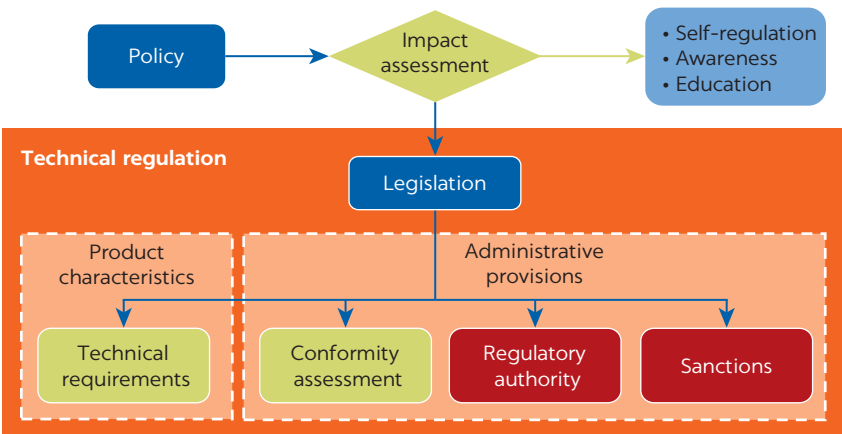 Policy
Impact
assessment
• Self-regulation
• Awareness
• Education
Technical regulation
Legislation
Product
characteristics
Administrative
provisions
Technical
requirements
Conformity
assessment
Regulatory
authority
Sanctions